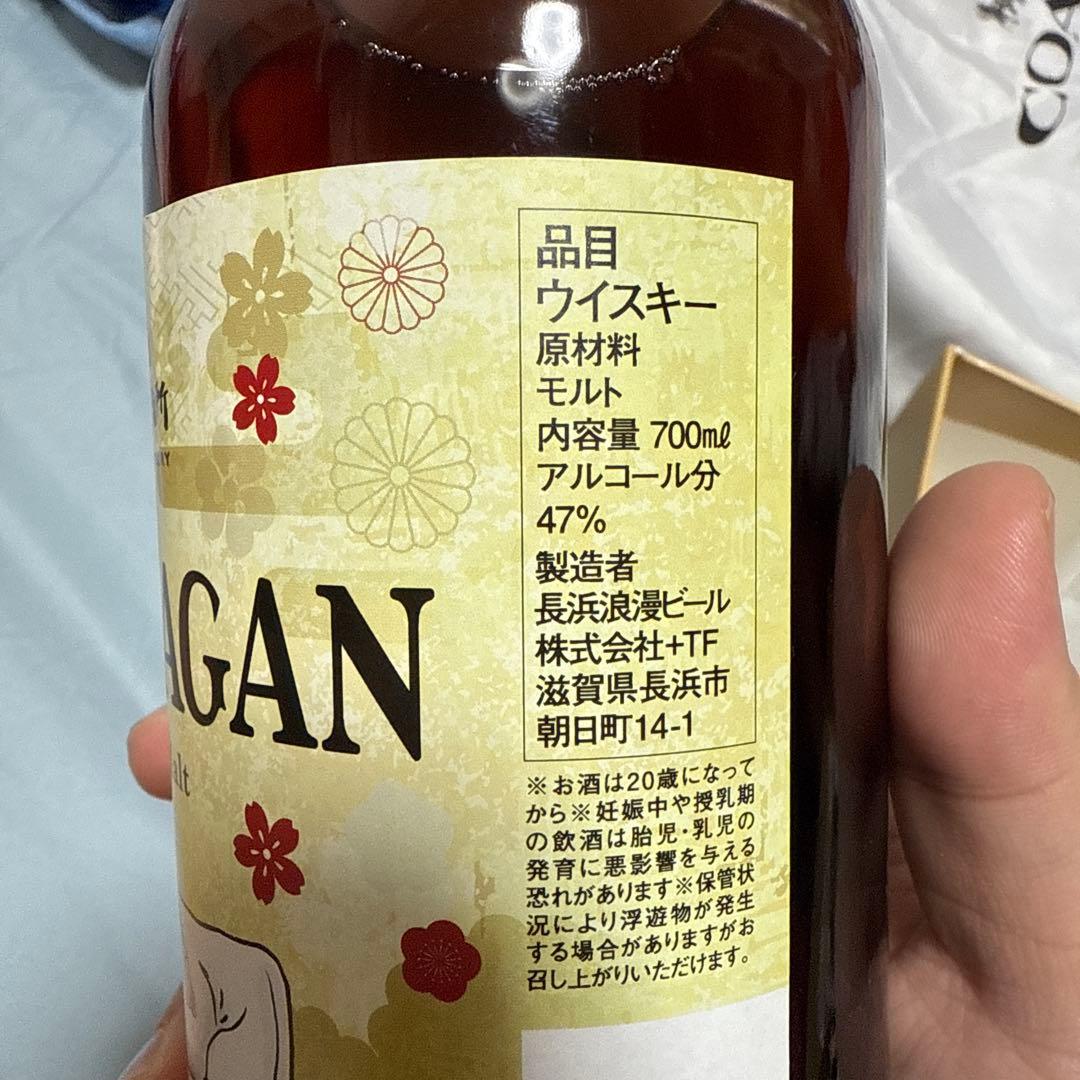 AGAN
alt
品目
ウイスキー
原材料
モルト
内容量 700㎖
アルコール分
47%
製造者
長浜浪漫ビール
株式会社+TF
滋賀県長浜市
朝日町14-1
※お酒は20歳になって
から※妊娠中や授乳期
の飲酒は胎児・乳児の
発育に悪影響を与える
恐れがあります※保管状
況により浮遊物が発生
する場合がありますがお
召し上がりいただけます。
COA